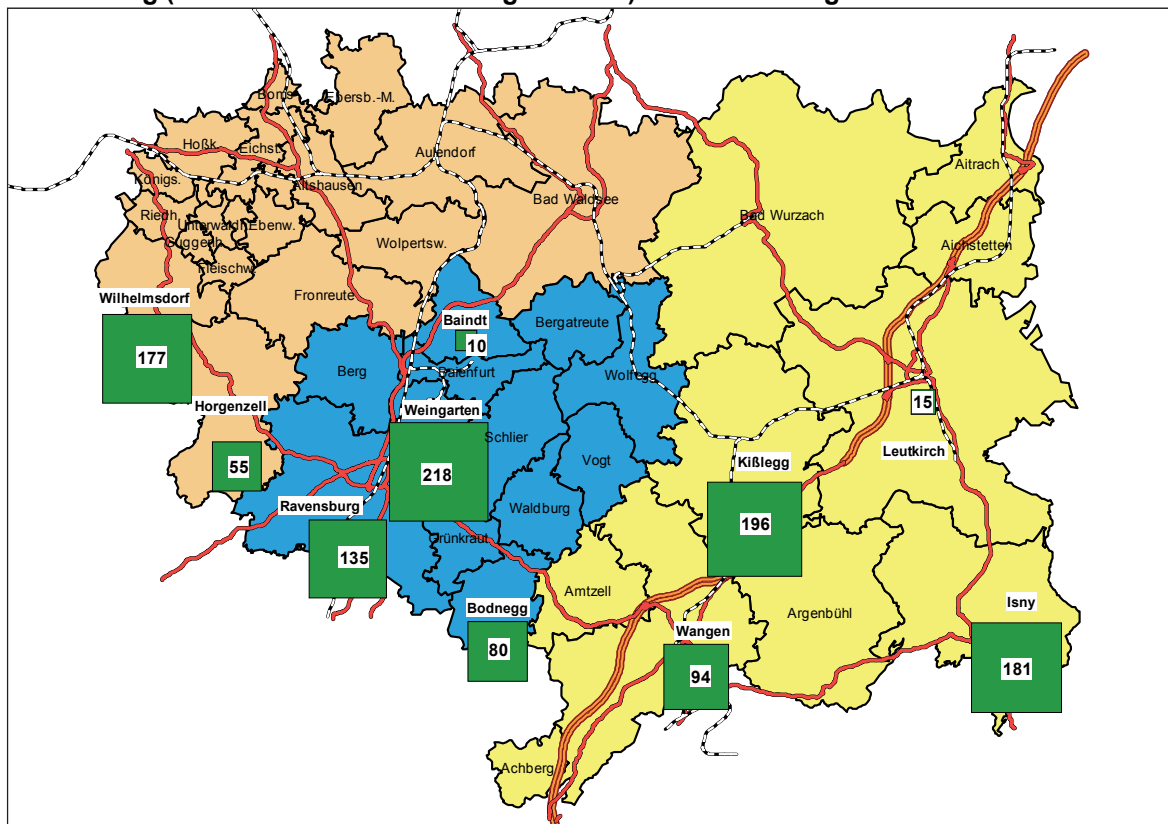 Boms
Ebersb.-M.
Hoßk.
Eichst.
Aulendorf
Aitrach
Königs.
Altshausen
Bad Waldsee
Riedh.
Unterwaldh.
Ebenw.
Bad Wurzach
Guggenh.
Wolpertsw.
Aichstetten
Fleischw.
Fronreute
Wilhelmsdorf
177
Baindt
10
Bergatreute
Berg
Baienfurt
Wolfegg
Horgenzell
Weingarten
15
Schlier
Leutkirch
55
218
Vogt
Kißlegg
Ravensburg
Waldburg
196
135
Grünkraut
Amtzell
Bodnegg
Argenbühl
Isny
Wangen
80
94
181
Achberg